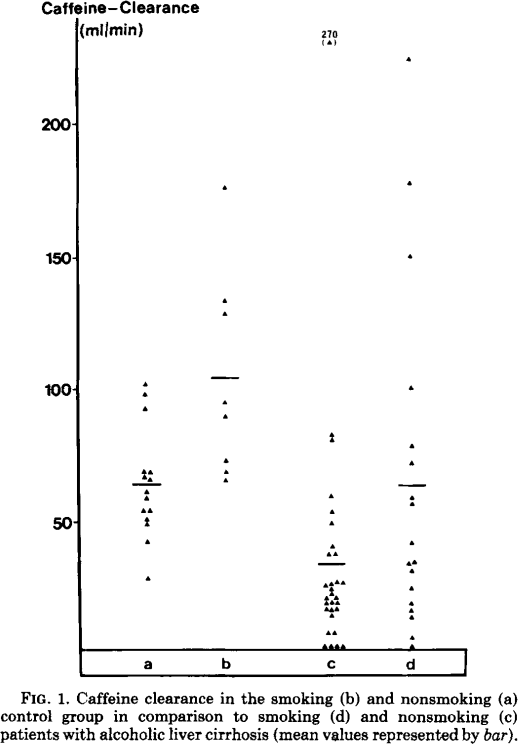 Caffeine–Clearance
(ml/min)
270
(▲)
200
150
100
50
a b c d
FIG. 1. Caffeine clearance in the smoking (b) and nonsmoking (a)
control group in comparison to smoking (d) and nonsmoking (c)
patients with alcoholic liver cirrhosis (mean values represented by bar).